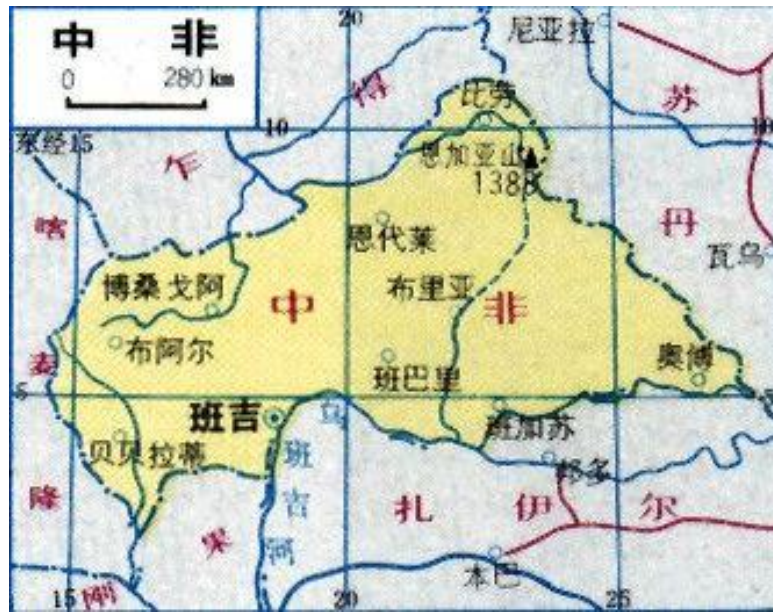 中 非
0 280 km
20
尼亚拉
苏
得
乍
比劳
10
10
东经15
恩加亚山
1388
喀
丹
恩代莱
瓦乌
博桑戈阿
中
布里亚
非
布阿尔
麦
班巴里
奥博
5
5
班吉
乌
班加苏
贝贝拉蒂
班
邦多
吉
隆
果
扎伊尔
河
本巴
刚
15
20
25